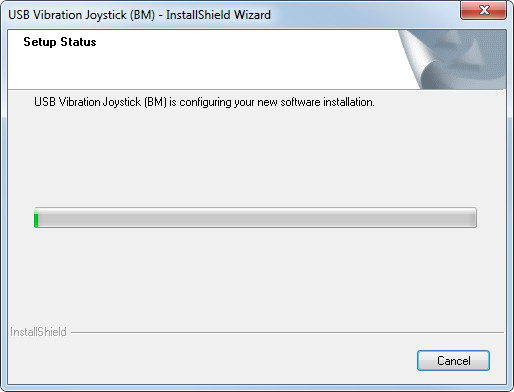 USB Vibration Joystick (BM) - InstallShield Wizard
Setup Status
USB Vibration Joystick (BM) is configuring your new software installation.
InstallShield
Cancel